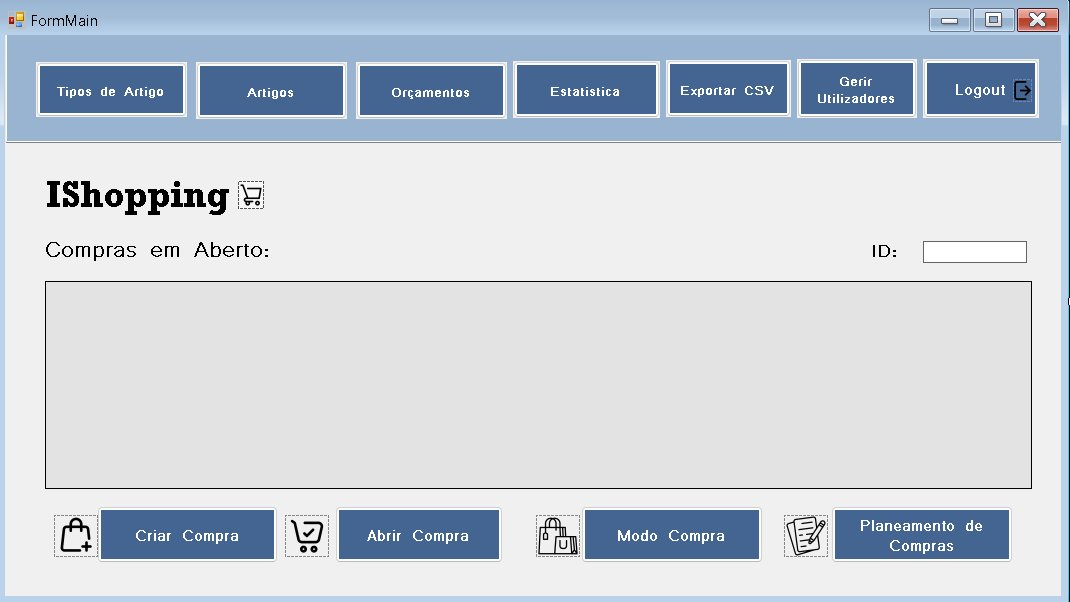 FormMain
Tipos de Artigo
Artigos
Orçamentos
Estatística
Exportar CSV
Gerir
Utilizadores
Logout
IShopping
Compras em Aberto:
ID:
Criar Compra
Abrir Compra
Modo Compra
Planeamento de
Compras